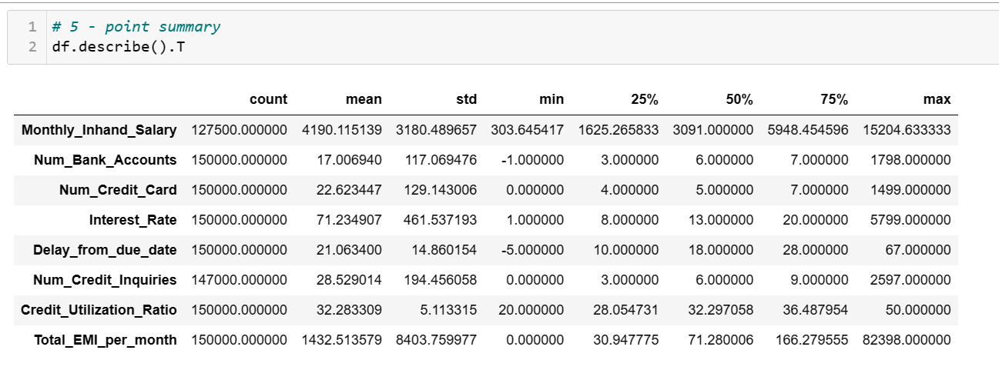 1 # 5 - point summary
2 df.describe().T
count mean std min 25% 50% 75% max
Monthly_Inhand_Salary 127500.000000 4190.115139 3180.489657 303.645417 1625.265833 3091.000000 5948.454596 15204.633333
Num_Bank_Accounts 150000.000000 17.006940 117.069476 -1.000000 3.000000 6.000000 7.000000 1798.000000
Num_Credit_Card 150000.000000 22.623447 129.143006 0.000000 4.000000 5.000000 7.000000 1499.000000
Interest_Rate 150000.000000 71.234907 461.537193 1.000000 8.000000 13.000000 20.000000 5799.000000
Delay_from_due_date 150000.000000 21.063400 14.860154 -5.000000 10.000000 18.000000 28.000000 67.000000
Num_Credit_Inquiries 147000.000000 28.529014 194.456058 0.000000 3.000000 6.000000 9.000000 2597.000000
Credit_Utilization_Ratio 150000.000000 32.283309 5.113315 20.000000 28.054731 32.297058 36.487954 50.000000
Total_EMI_per_month 150000.000000 1432.513579 8403.759977 0.000000 30.947775 71.280006 166.279555 82398.000000